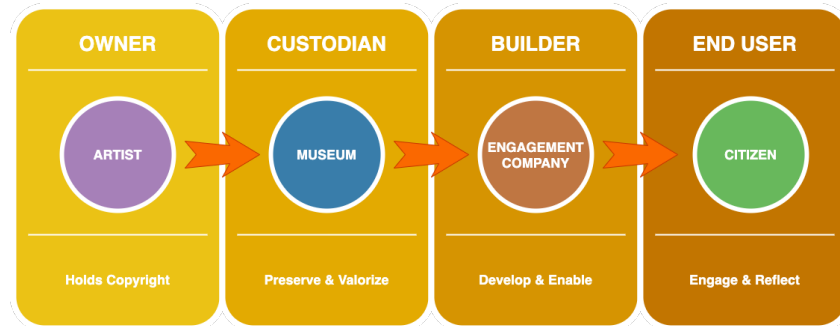 OWNER
CUSTODIAN
BUILDER
END USER
ARTIST
MUSEUM
ENGAGEMENT
COMPANY
CITIZEN
Holds Copyright
Preserve & Valorize
Develop & Enable
Engage & Reflect